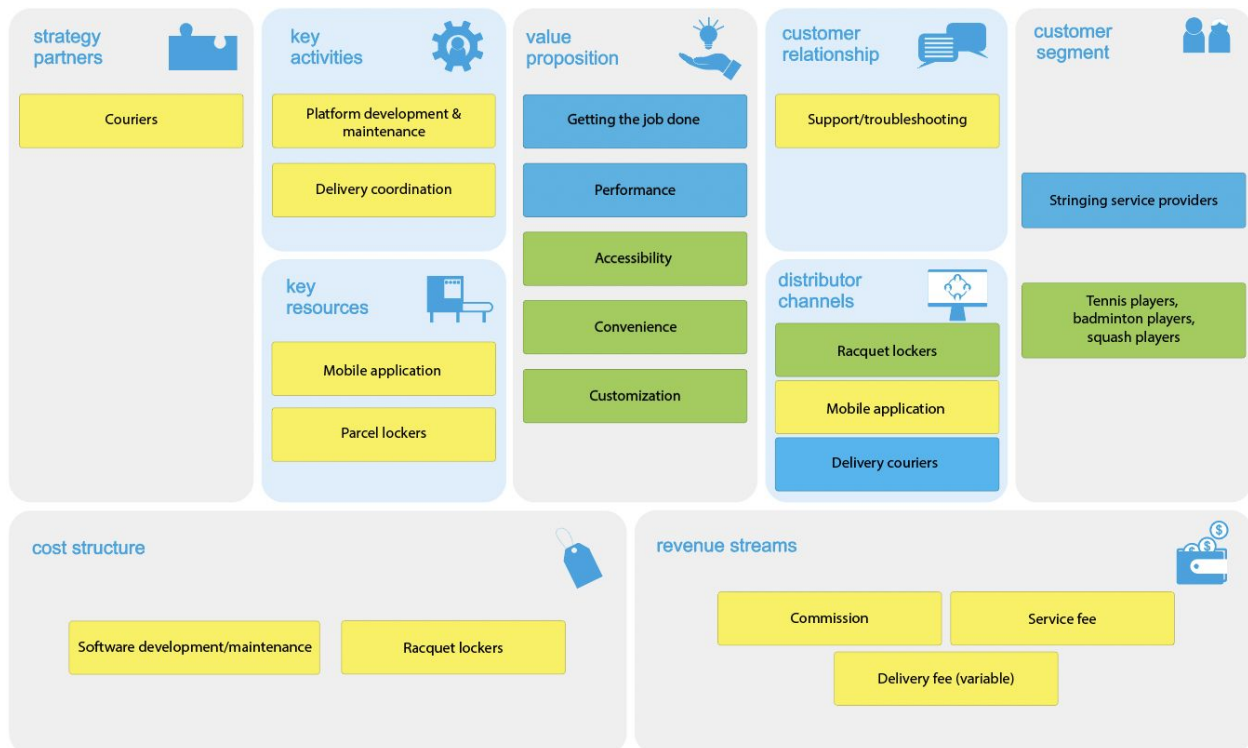 strategy
partners
Couriers
key
activities
Platform development &
maintenance
Delivery coordination
key
resources
Mobile application
Parcel lockers
value
proposition
Getting the job done
Performance
Accessibility
Convenience
Customization
customer
relationship
Support/troubleshooting
distributor
channels
Racquet lockers
Mobile application
Delivery couriers
customer
segment
Stringing service providers
Tennis players,
badminton players,
squash players
cost structure
Software development/maintenance
Racquet lockers
revenue streams
$
$
$
Commission
Service fee
Delivery fee (variable)